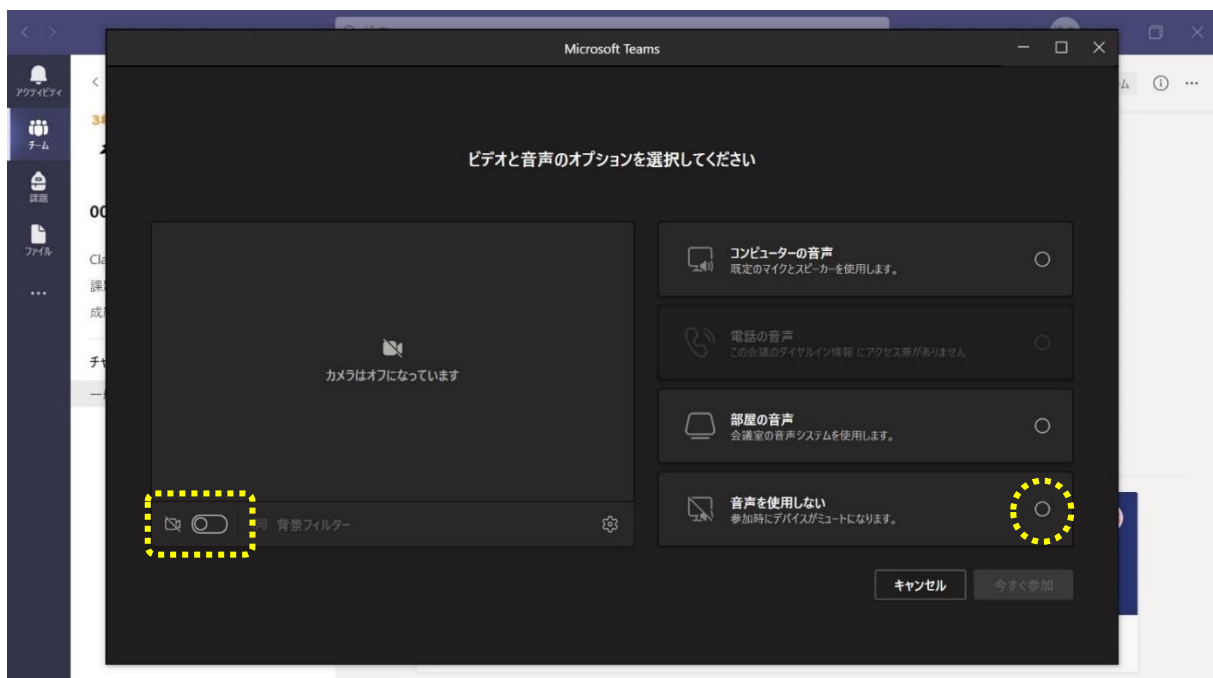 Microsoft Teams
アクティビティ
チーム
課題
ファイル
ビデオと音声のオプションを選択してください
カメラはオフになっています
背景フィルター
コンピューターの音声
既定のマイクとスピーカーを使用します。
電話の音声
この会議のダイヤルイン情報 にアクセス権がありません
部屋の音声
会議室の音声システムを使用します。
音声を使用しない
参加時にデバイスがミュートになります。
キャンセル
今すぐ参加